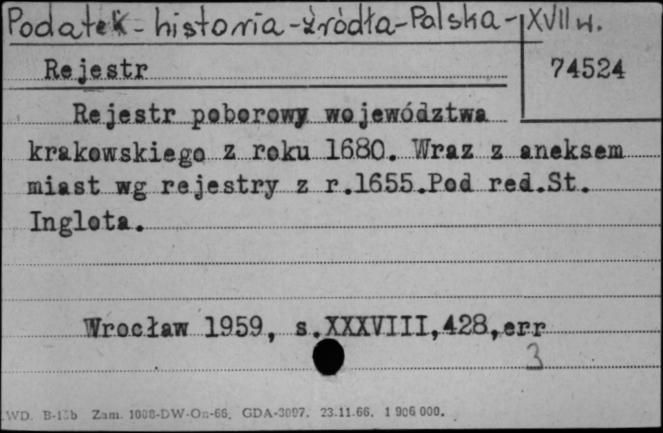 Podatek - historia - źródła - Polska - XVII w.
Rejestr
74524
Rejestr poborowy województwa
krakowskiego z roku 1680. Wraz z aneksem
miast wg rejestry z r.1655.Pod red.St.
Inglota.
Wrocław 1959, s.XXXVIII,428,err
3
WD. Zam. 1088-DW-On-66. GDA-3097. 23.11.66. 1 906 000.